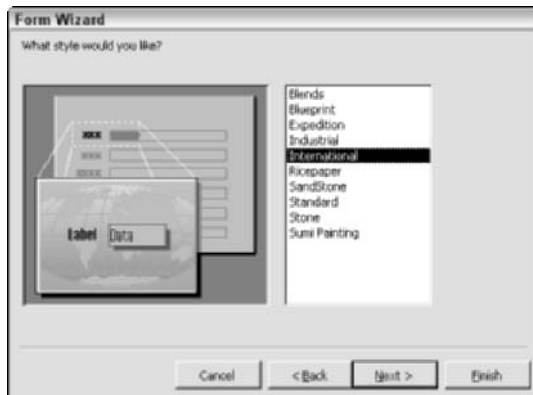 Form Wizard
What style would you like?
xxx
xxx
xxxx
Label Data
Blends
Blueprint
Expedition
Industrial
International
Ricepaper
SandStone
Standard
Stone
Sumi Painting
Cancel
< Back
Next >
Finish